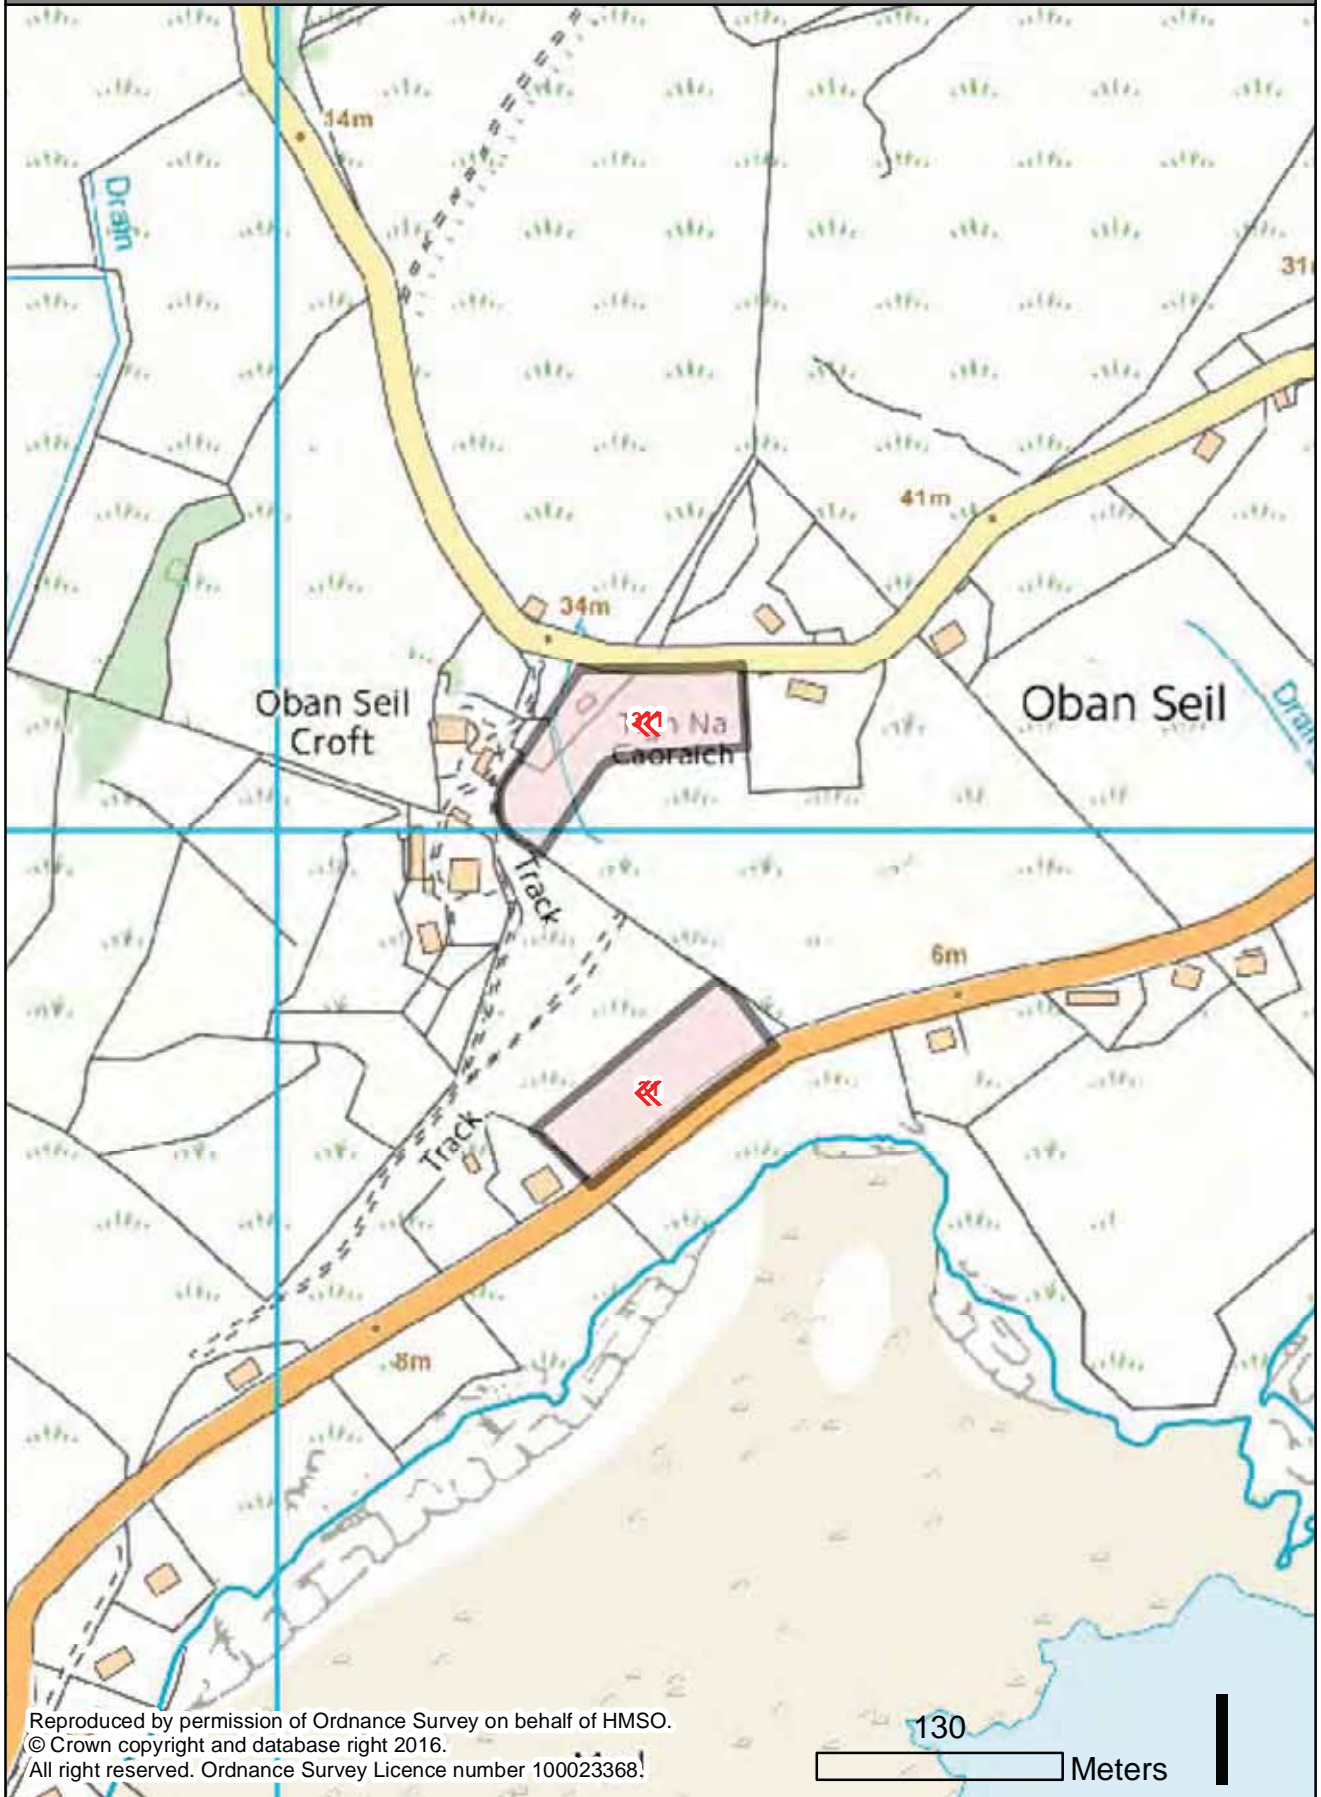 14m
Drain
31
41m
34m
Oban Seil
Croft
Na
Caoraich
Oban Seil
Drain
Track
6m
Track
8m
Reproduced by permission of Ordnance Survey on behalf of HMSO.
© Crown copyright and database right 2016.
All right reserved. Ordnance Survey Licence number 100023368.
130
Meters